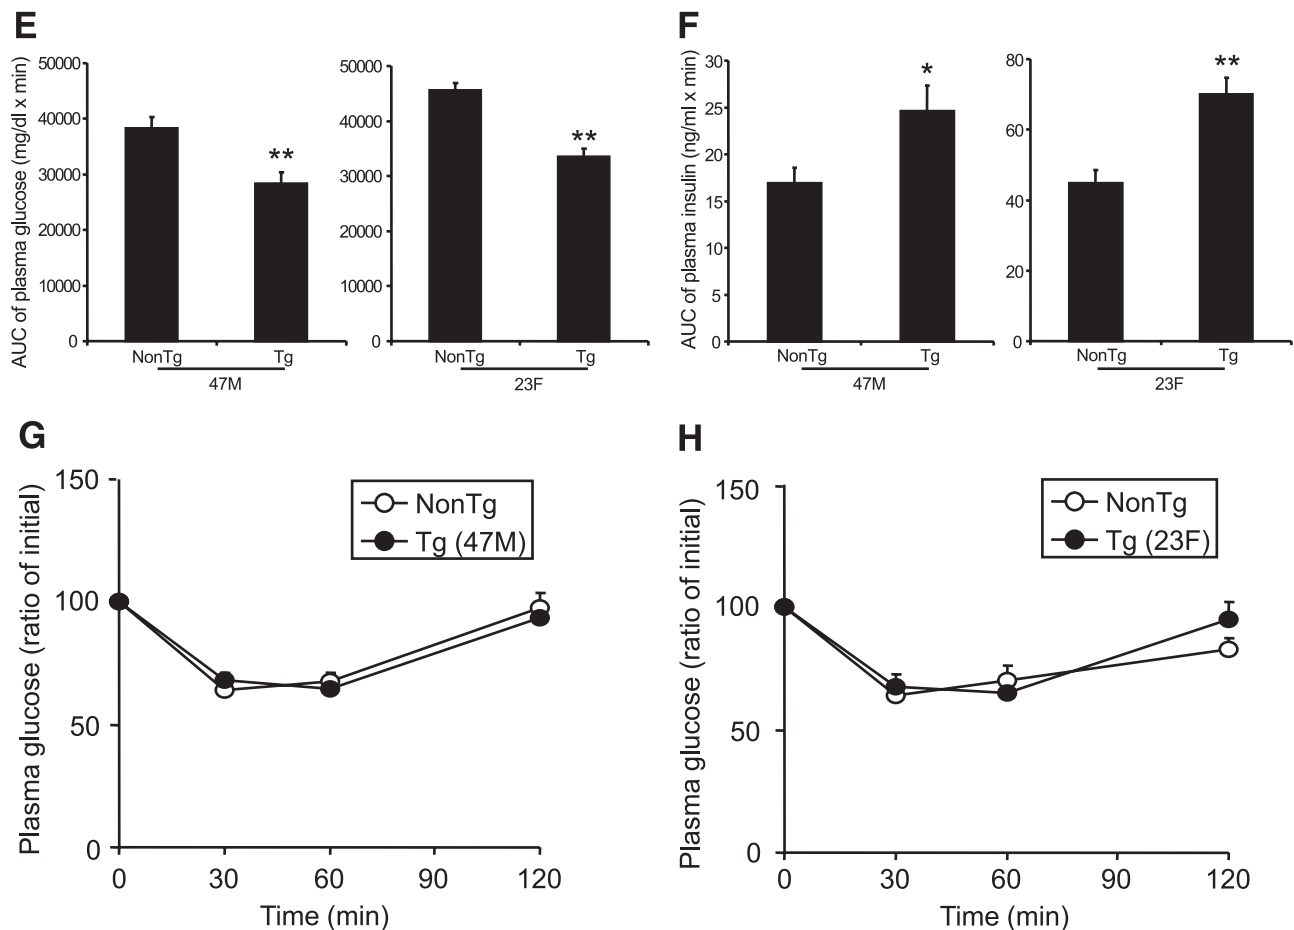 E
AUC of plasma glucose (mg/dl x min)
50000
40000
30000
20000
10000
0
**
NonTg Tg
47M
50000
40000
30000
20000
10000
0
**
NonTg Tg
23F
F
AUC of plasma insulin (ng/ml x min)
30
25
20
15
10
5
0
*
NonTg Tg
47M
80
60
40
20
0
**
NonTg Tg
23F
G
Plasma glucose (ratio of initial)
150
100
50
0
NonTg
Tg (47M)
0 30 60 90 120
Time (min)
H
Plasma glucose (ratio of initial)
150
100
50
0
NonTg
Tg (23F)
0 30 60 90 120
Time (min)